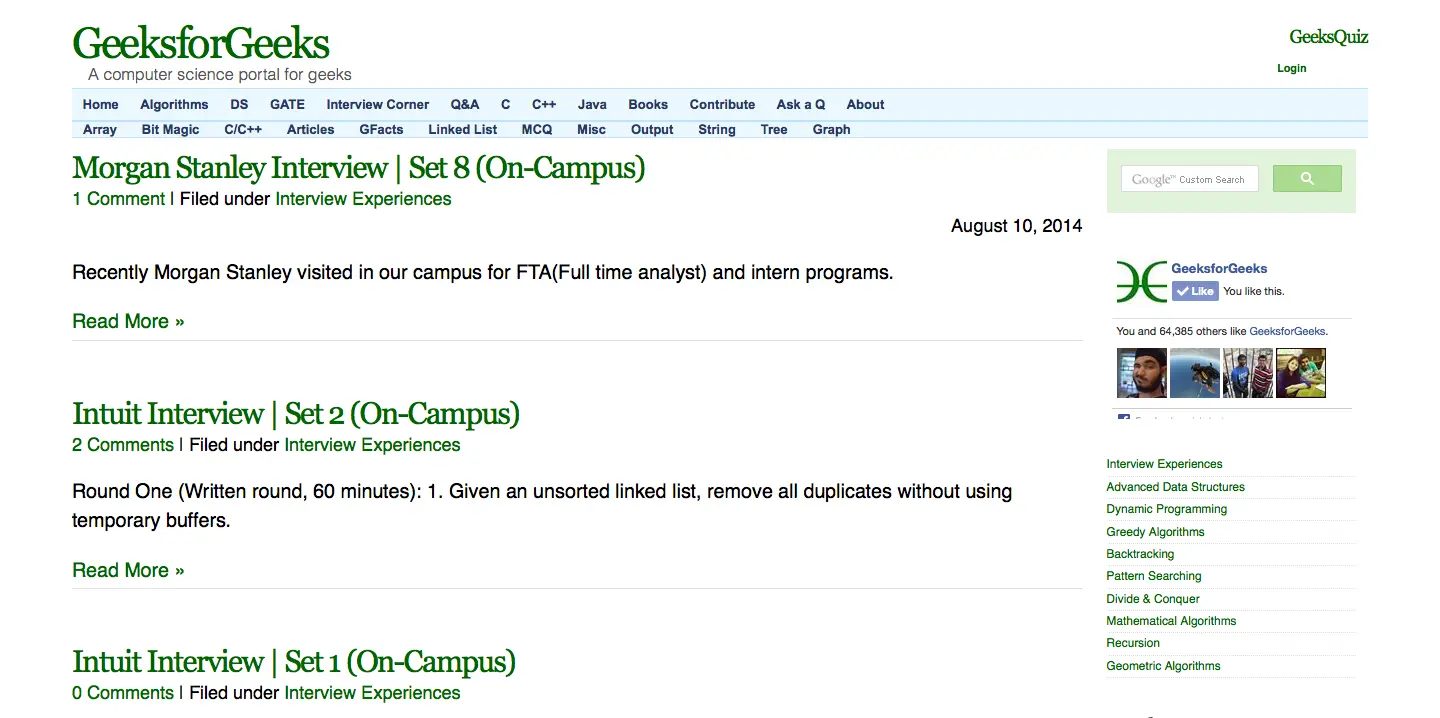 GeeksforGeeks
A computer science portal for geeks
GeeksQuiz
Login
Home Algorithms DS GATE Interview Corner Q&A C C++ Java Books Contribute Ask a Q About
Array Bit Magic C/C++ Articles GFacts Linked List MCQ Misc Output String Tree Graph
Morgan Stanley Interview | Set 8 (On-Campus)
1 Comment | Filed under Interview Experiences
August 10, 2014
Recently Morgan Stanley visited in our campus for FTA(Full time analyst) and intern programs.
Read More »
Intuit Interview | Set 2 (On-Campus)
2 Comments | Filed under Interview Experiences
Round One (Written round, 60 minutes): 1. Given an unsorted linked list, remove all duplicates without using
temporary buffers.
Read More »
Intuit Interview | Set 1 (On-Campus)
0 Comments | Filed under Interview Experiences
Google™ Custom Search
GeeksforGeeks
Like You like this.
You and 64,385 others like GeeksforGeeks.
Interview Experiences
Advanced Data Structures
Dynamic Programming
Greedy Algorithms
Backtracking
Pattern Searching
Divide & Conquer
Mathematical Algorithms
Recursion
Geometric Algorithms